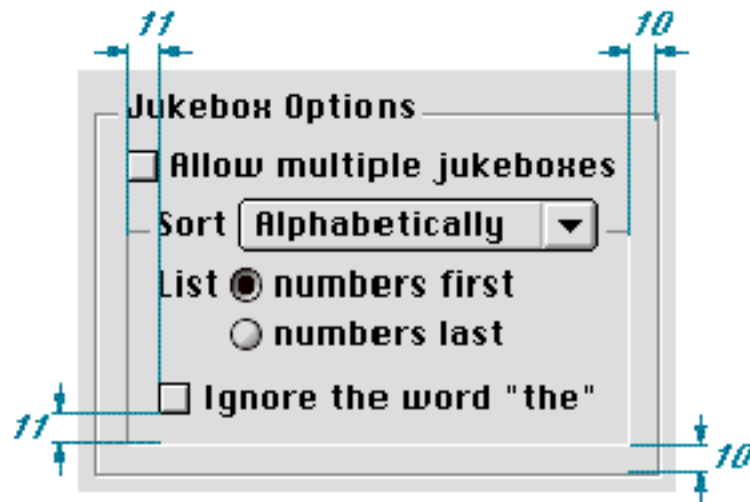 11 10
Jukebox Options
Allow multiple jukeboxes
Sort Alphabetically
List numbers first
numbers last
Ignore the word "the"
11
10